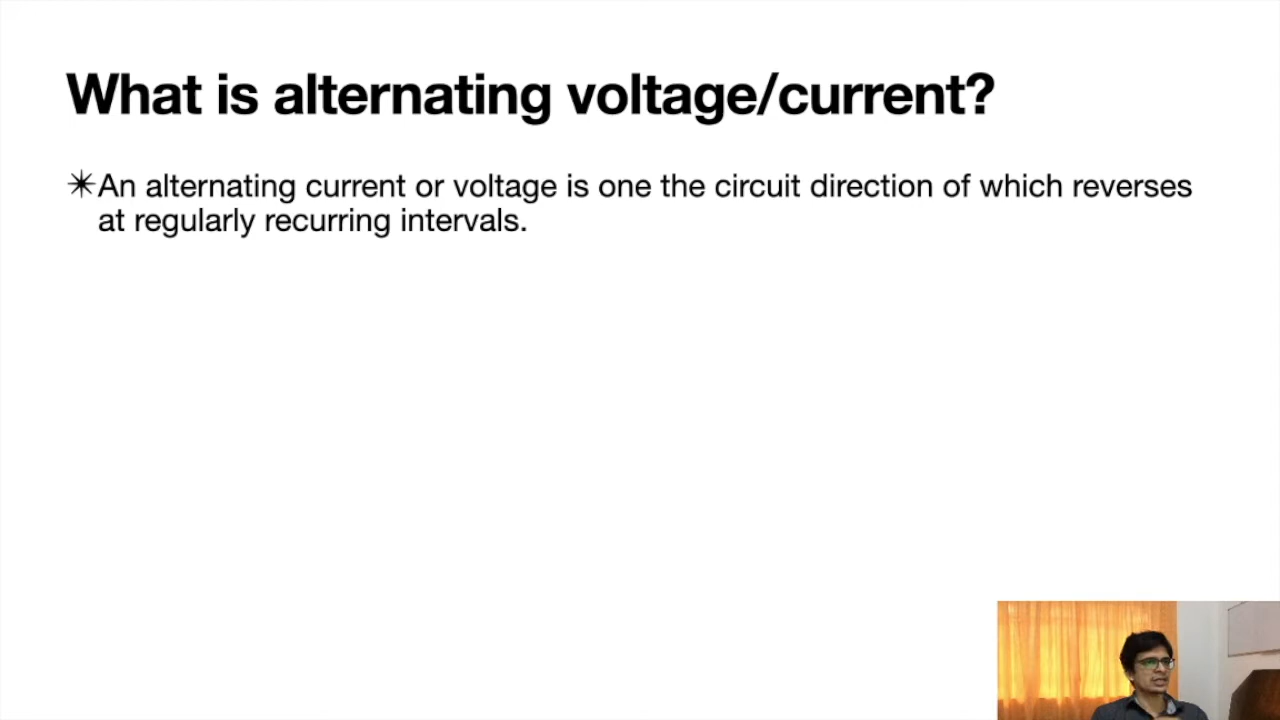 What is alternating voltage/current?
✴An alternating current or voltage is one the circuit direction of which reverses
at regularly recurring intervals.